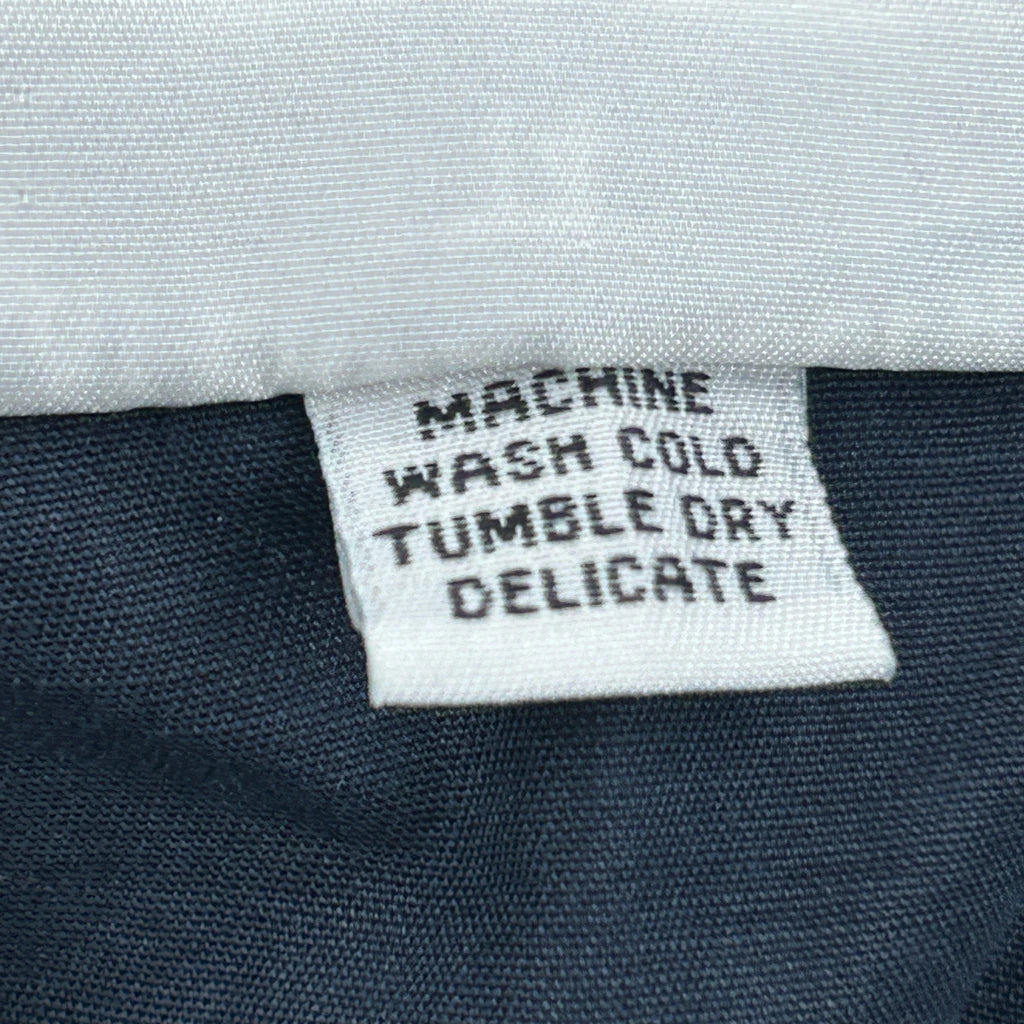 MACHINE
WASH COLD
TUMBLE DRY
DELICATE